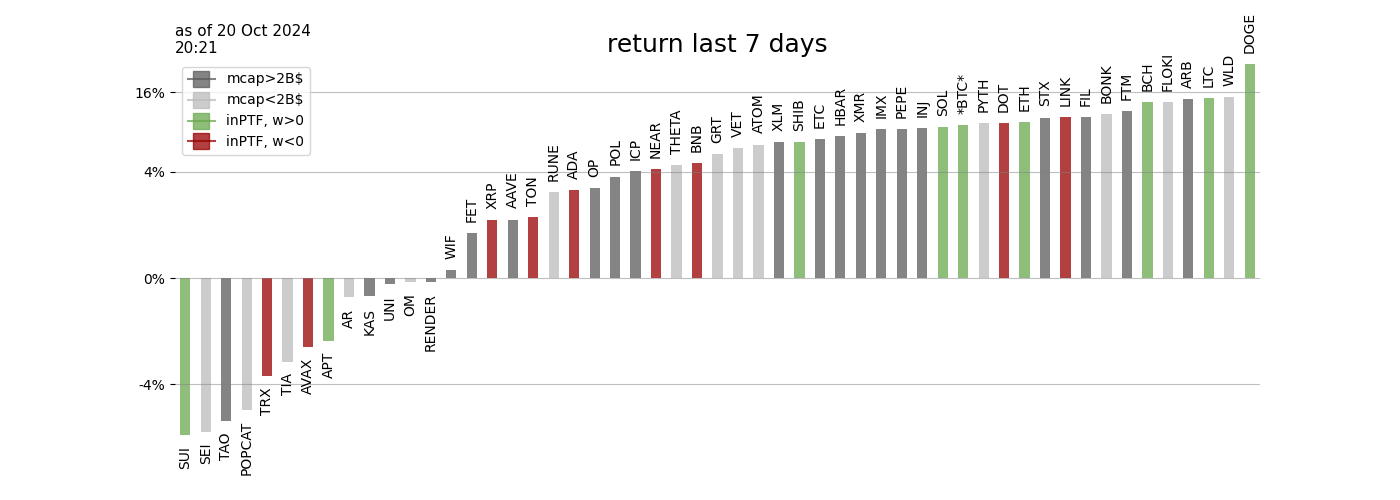 as of 20 Oct 2024
20:21
return last 7 days
mcap>2B$
mcap<2B$
inPTF, w>0
inPTF, w<0
16%
4%
0%
-4%
SUI
SEI
TAO
POPCAT
TRX
TIA
AVAX
APT
AR
KAS
UNI
OM
RENDER
WIF
FET
XRP
AAVE
TON
RUNE
ADA
OP
POL
ICP
NEAR
THETA
BNB
GRT
VET
ATOM
XLM
SHIB
ETC
HBAR
XMR
IMX
PEPE
INJ
SOL
*BTC*
PYTH
DOT
ETH
STX
LINK
FIL
BONK
FTM
BCH
FLOKI
ARB
LTC
WLD
DOGE